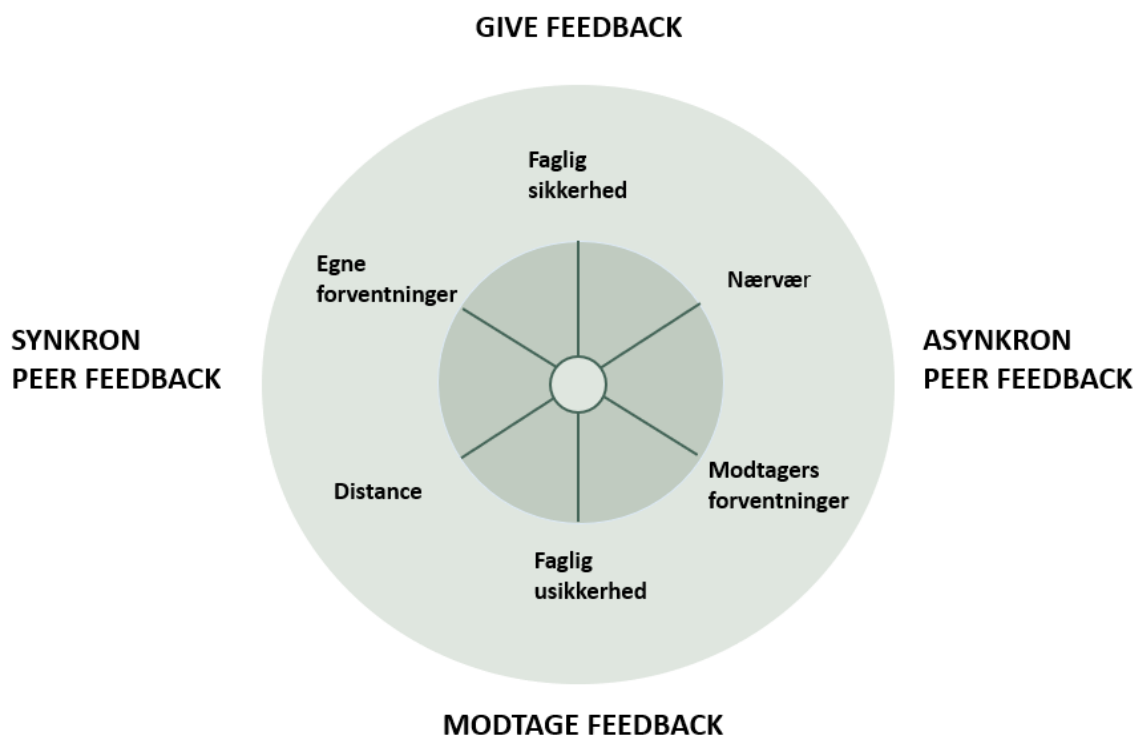 GIVE FEEDBACK
Faglig
sikkerhed
Egne
forventninger
Nærvær
SYNKRON
PEER FEEDBACK
ASYNKRON
PEER FEEDBACK
Distance
Modtagers
forventninger
Faglig
usikkerhed
MODTAGE FEEDBACK